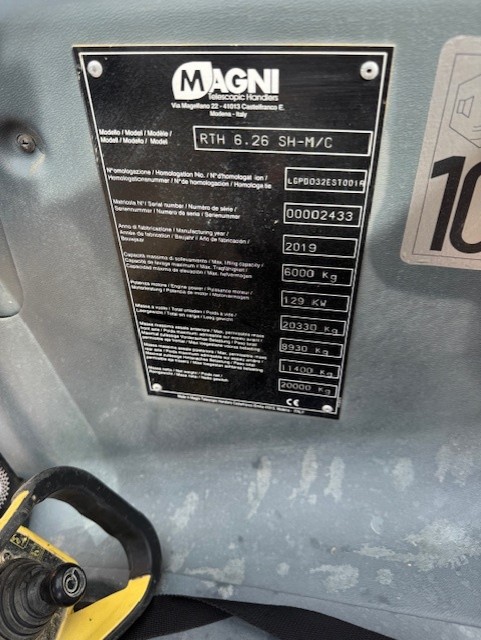 MAGNI
Telescopic Handlers
Via Magellano 22 - 41013 Castelfranco E.
Modena - Italy
Modello / Model / Modèle /
Modell / Modelo / Model
RTH 6.26 SH-M/C
N°omologazione / Homologation No. / N°d'homologation /
Homologationsnummer / N°de homologación / Homologatie
Matricola N°/ Serial number / Numéro de série /
Seriennummer / Numero de serie / Serienummer
00002433
Anno di fabbricazione / Manufacturing year /
Année de fabrication / Baujahr / Año de fabricación /
Bouwjaar
2019
Capacità massima di sollevamento / Max. lifting capacity /
Capacité de levage maximum / Max. Tragfähigkeit /
Capacidad máxima de elevación / Max. hefvermogen
6000 Kg
Potenza motore / Engine power / Puissance moteur /
Motorleistung / Potencia de motor / Motorvermogen
129 KW
20330 Kg
8930 Kg
11400 Kg
20000 Kg
CE
10